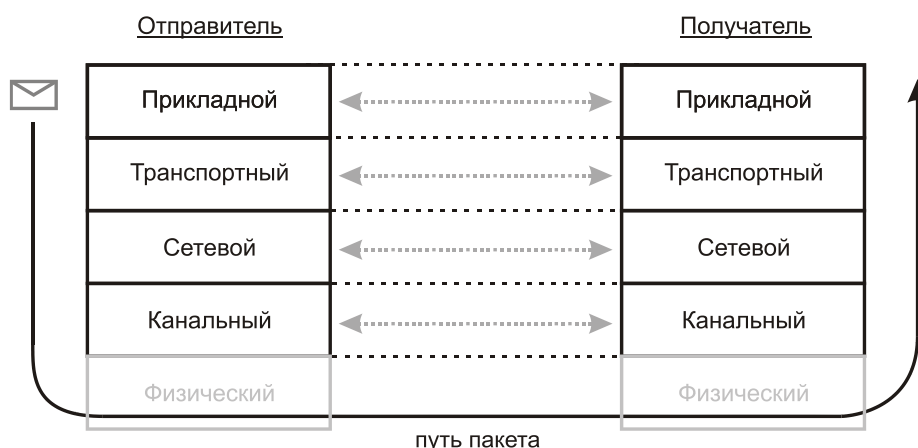 Отправитель Получатель
Прикладной Прикладной
Транспортный Транспортный
Сетевой Сетевой
Канальный Канальный
Физический Физический
путь пакета